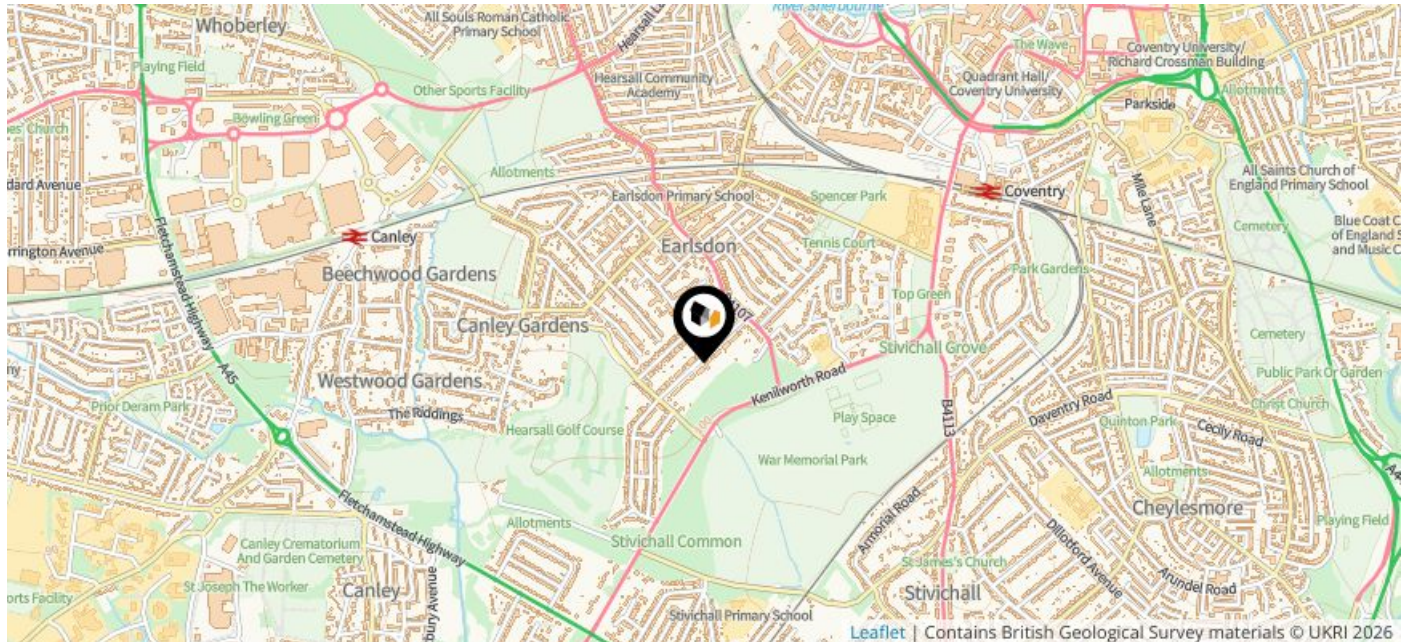 River Sherbourne
Whoberley
All Souls Roman Catholic
Primary School
Hearsall La
The Wave
Coventry University/
Richard Crossman Building
Playing Field
Other Sports Facility
Hearsall Community
Academy
Quadrant Hall/
Coventry University
Allotments
Parkside
Bowling Green
es' Church
Allotments
All Saints Church of
England Primary School
dard Avenue
Earlsdon Primary School
Spencer Park
Coventry
Mile Lane
Blue Coat C
of England S
and Music C
Cemetery
Canley
Earlsdon
Tennis Court
rrington Avenue
Fletchamstead Highway
Beechwood Gardens
Park Gardens
Top Green
Canley Gardens
Cemetery
Stivichall Grove
A45
Westwood Gardens
Kenilworth Road
Public Park Or Garden
Prior Deram Park
The Riddings
Play Space
B4113
Daventry Road
Christ Church
Hearsall Golf Course
Quinton Park
Cecily Road
War Memorial Park
Allotments
A4
Fletchamstead Highway
Armorial Road
Cheylesmore
Allotments
Playing Field
Canley Crematorium
And Garden Cemetery
Stivichall Common
Dillotford Avenue
St James's Church
Arundel Road
St Joseph The Worker
Canley
orts Facility
bury Avenue
Stivichall
Stivichall Primary School
Leaflet | Contains British Geological Survey materials © UKRI 2026